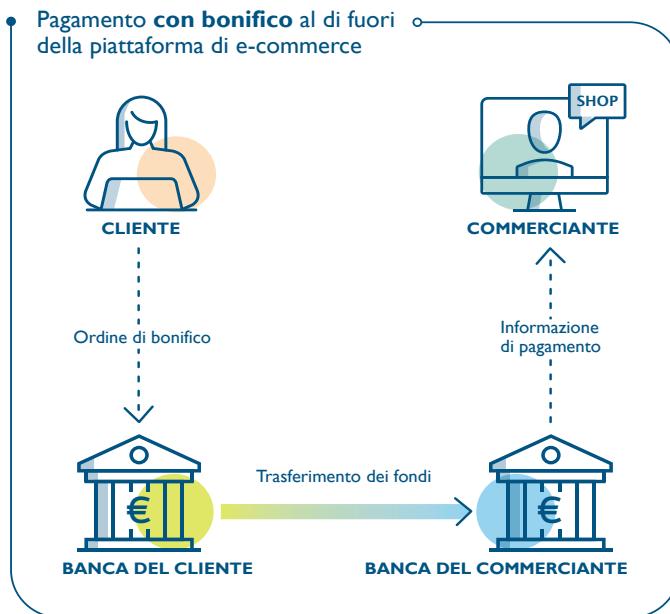 Pagamento con bonifico al di fuori
della piattaforma di e-commerce
SHOP
CLIENTE
COMMERCIANTE
Ordine di bonifico
Informazione
di pagamento
Trasferimento dei fondi
€
€
BANCA DEL CLIENTE
BANCA DEL COMMERCIANTE